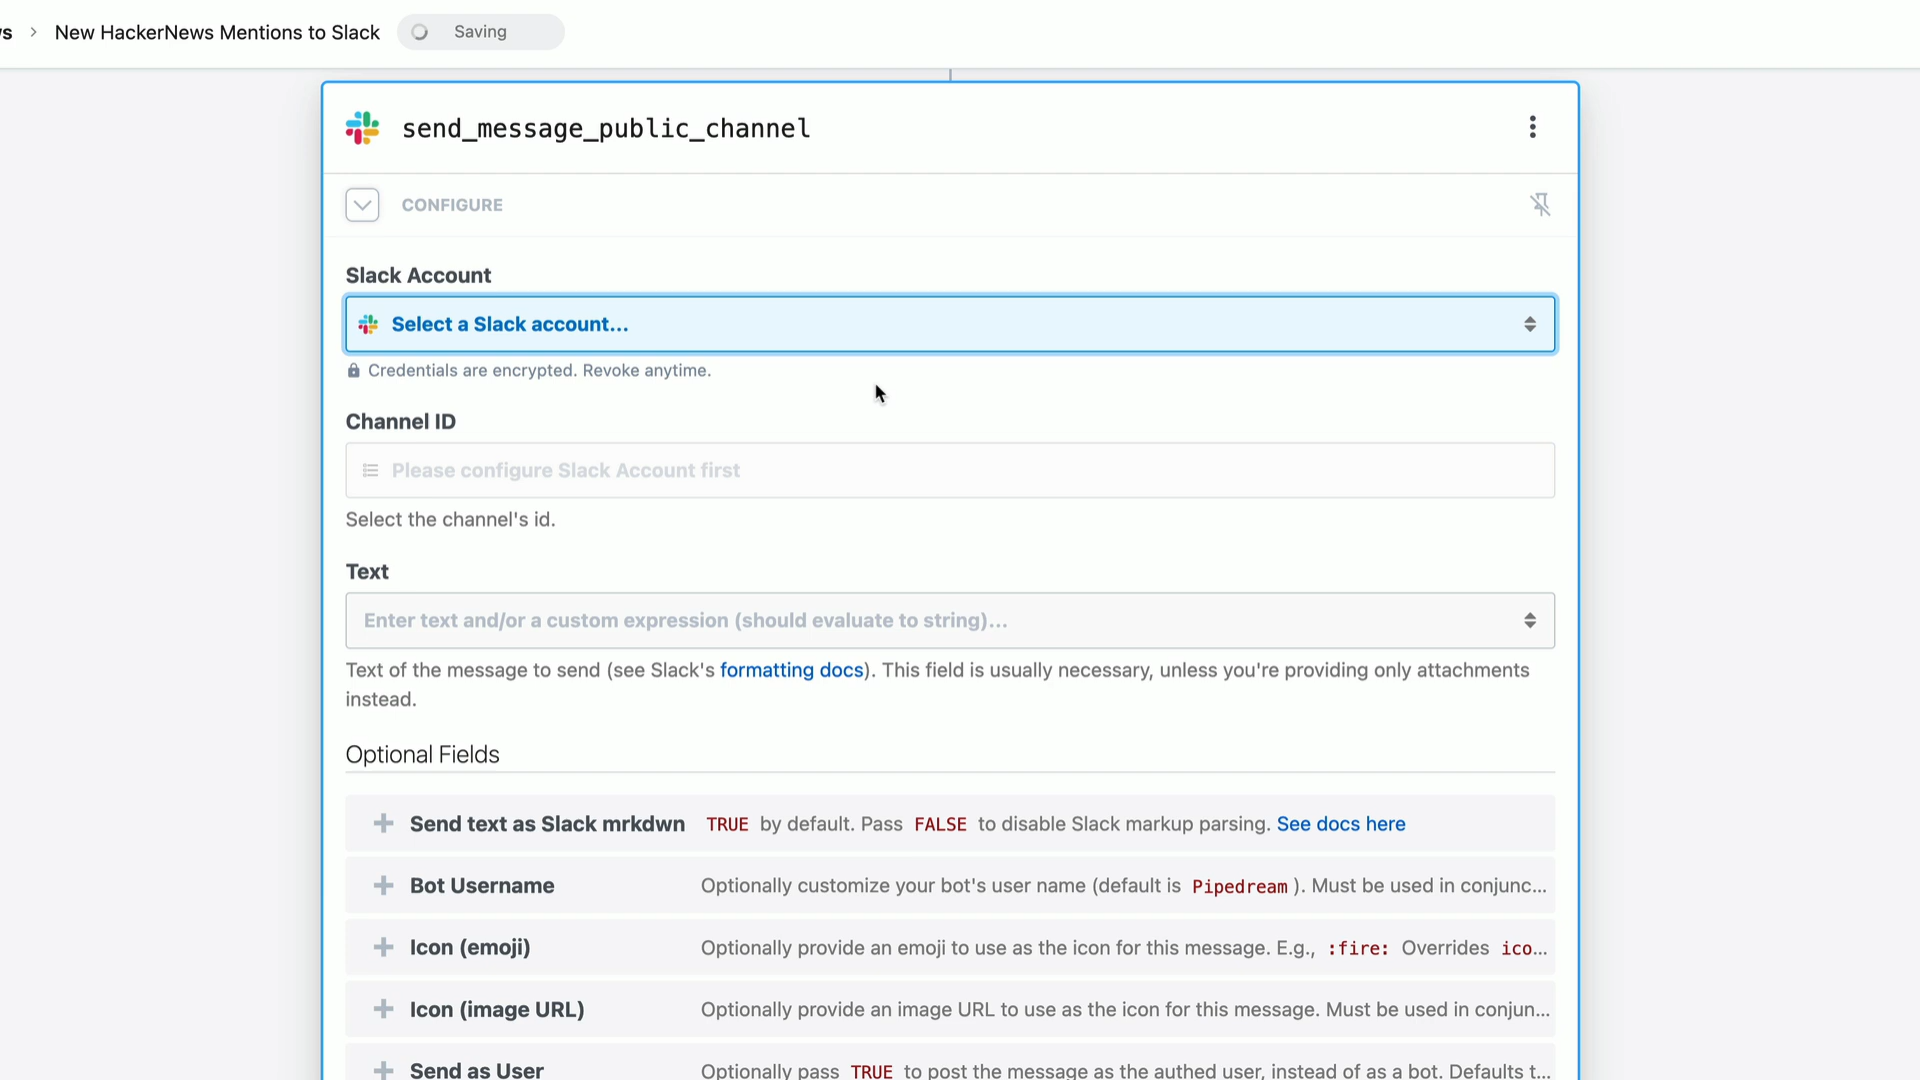 s > New HackerNews Mentions to Slack Saving
send_message_public_channel
CONFIGURE
Slack Account
Select a Slack account...
Credentials are encrypted. Revoke anytime.
Channel ID
Please configure Slack Account first
Select the channel's id.
Text
Enter text and/or a custom expression (should evaluate to string)...
Text of the message to send (see Slack's formatting docs). This field is usually necessary, unless you're providing only attachments
instead.
Optional Fields
Send text as Slack mrkdwn TRUE by default. Pass FALSE to disable Slack markup parsing. See docs here
Bot Username Optionally customize your bot's user name (default is Pipedream). Must be used in conjunc...
Icon (emoji) Optionally provide an emoji to use as the icon for this message. E.g., :fire: Overrides ico...
Icon (image URL) Optionally provide an image URL to use as the icon for this message. Must be used in conjun...
Send as User Optionally pass TRUE to post the message as the authed user, instead of as a bot. Defaults t...